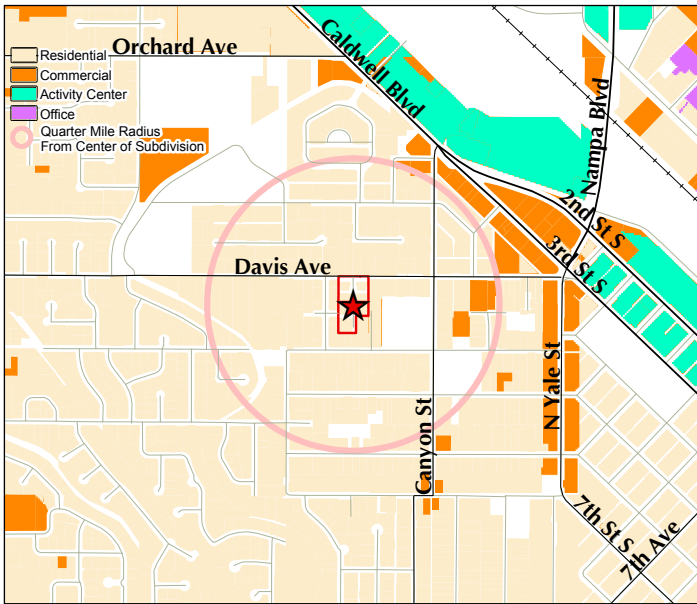 Orchard Ave
Caldwell Blvd
Residential
Commercial
Activity Center
Office
Quarter Mile Radius
From Center of Subdivision
Nampa Blvd
2nd St S
3rd St S
Davis Ave
N Yale St
Canyon St
7th St S
7th Ave